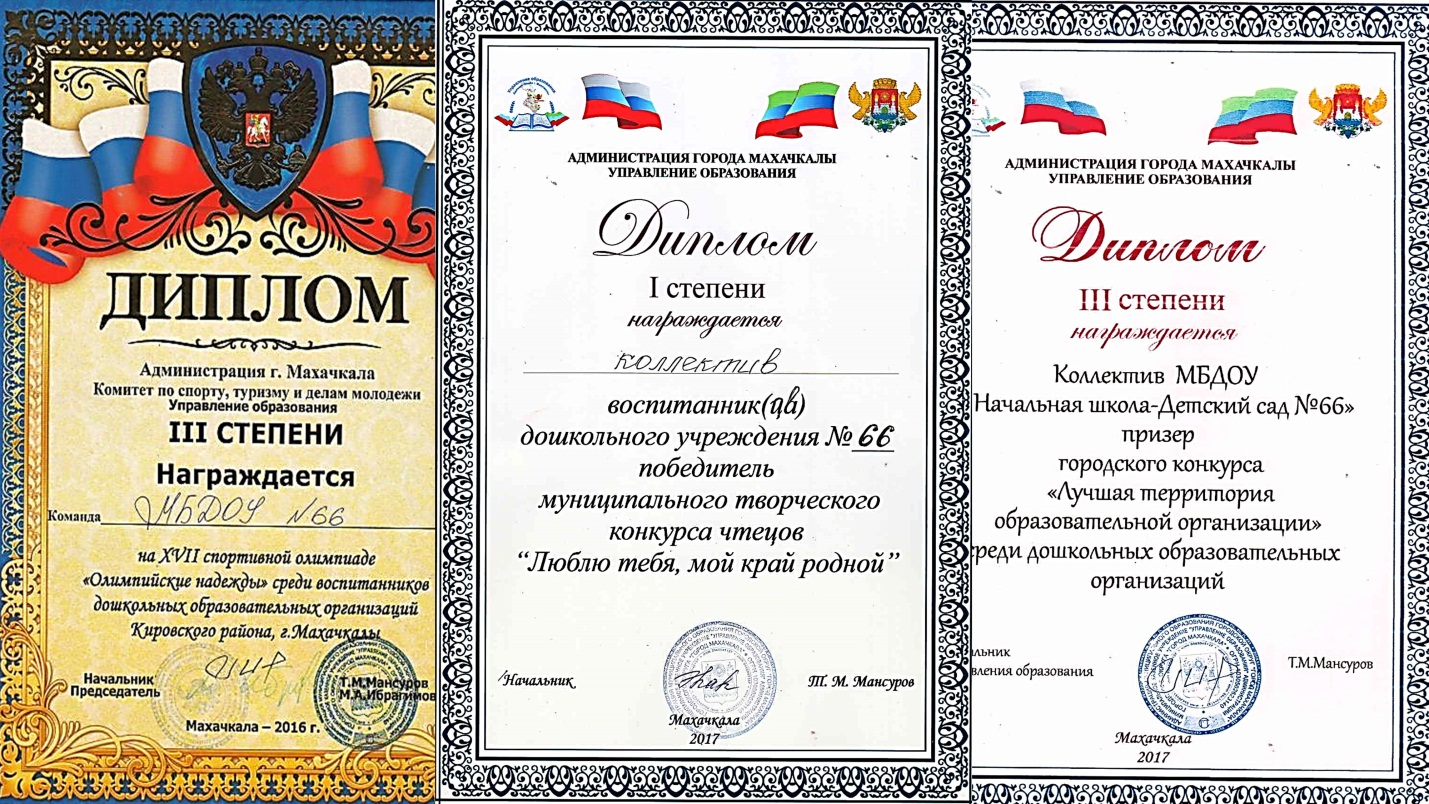 ДИПЛОМ
Администрация г. Махачкала
Комитет по спорту, туризму и делам молодежи
Управление образования
III СТЕПЕНИ
Награждается
Команда МБДОУ №66
на XVII спортивной олимпиаде
«Олимпийские надежды» среди воспитанников
дошкольных образовательных организаций
Кировского района, г.Махачкалы
Начальник Т.М.Мансуров
Председатель М.А.Ибрагимов
Махачкала – 2016 г.
АДМИНИСТРАЦИЯ ГОРОДА МАХАЧКАЛЫ
УПРАВЛЕНИЕ ОБРАЗОВАНИЯ
Диплом
I степени
награждается
коллектив
воспитанник(ца)
дошкольного учреждения № 66
победитель
муниципального творческого
конкурса чтецов
“Люблю тебя, мой край родной”
Начальник Т. М. Мансуров
Махачкала
2017
АДМИНИСТРАЦИЯ ГОРОДА МАХАЧКАЛЫ
УПРАВЛЕНИЕ ОБРАЗОВАНИЯ
Диплом
III степени
награждается
Коллектив МБДОУ
Начальная школа-Детский сад №66»
призер
городского конкурса
«Лучшая территория
образовательной организации»
реди дошкольных образовательных
организаций
льник
вления образования Т.М.Мансуров
Махачкала
2017